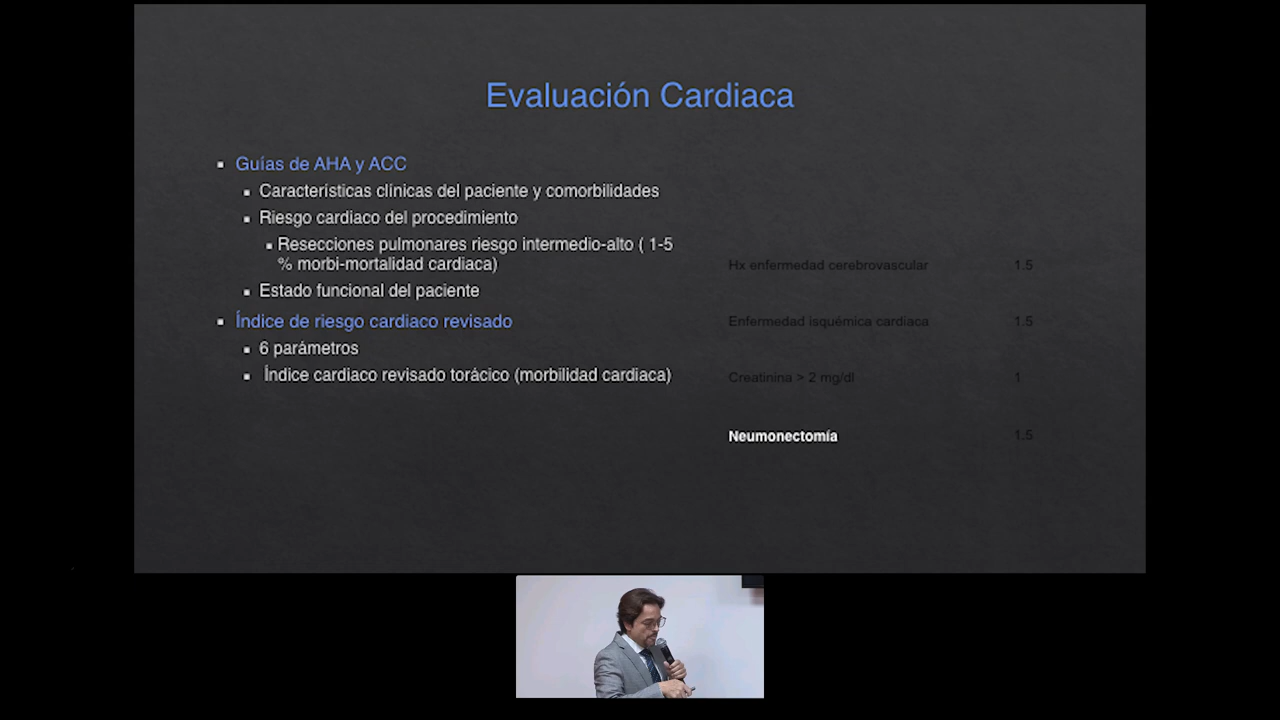 Evaluación Cardiaca
Guías de AHA y ACC
Características clínicas del paciente y comorbilidades
Riesgo cardiaco del procedimiento
Resecciones pulmonares riesgo intermedio-alto ( 1-5
% morbi-mortalidad cardiaca)
Estado funcional del paciente
Índice de riesgo cardiaco revisado
6 parámetros
Índice cardiaco revisado torácico (morbilidad cardiaca)
Hx enfermedad cerebrovascular 1.5
Enfermedad isquémica cardiaca 1.5
Creatinina > 2 mg/dl 1
Neumonectomía 1.5